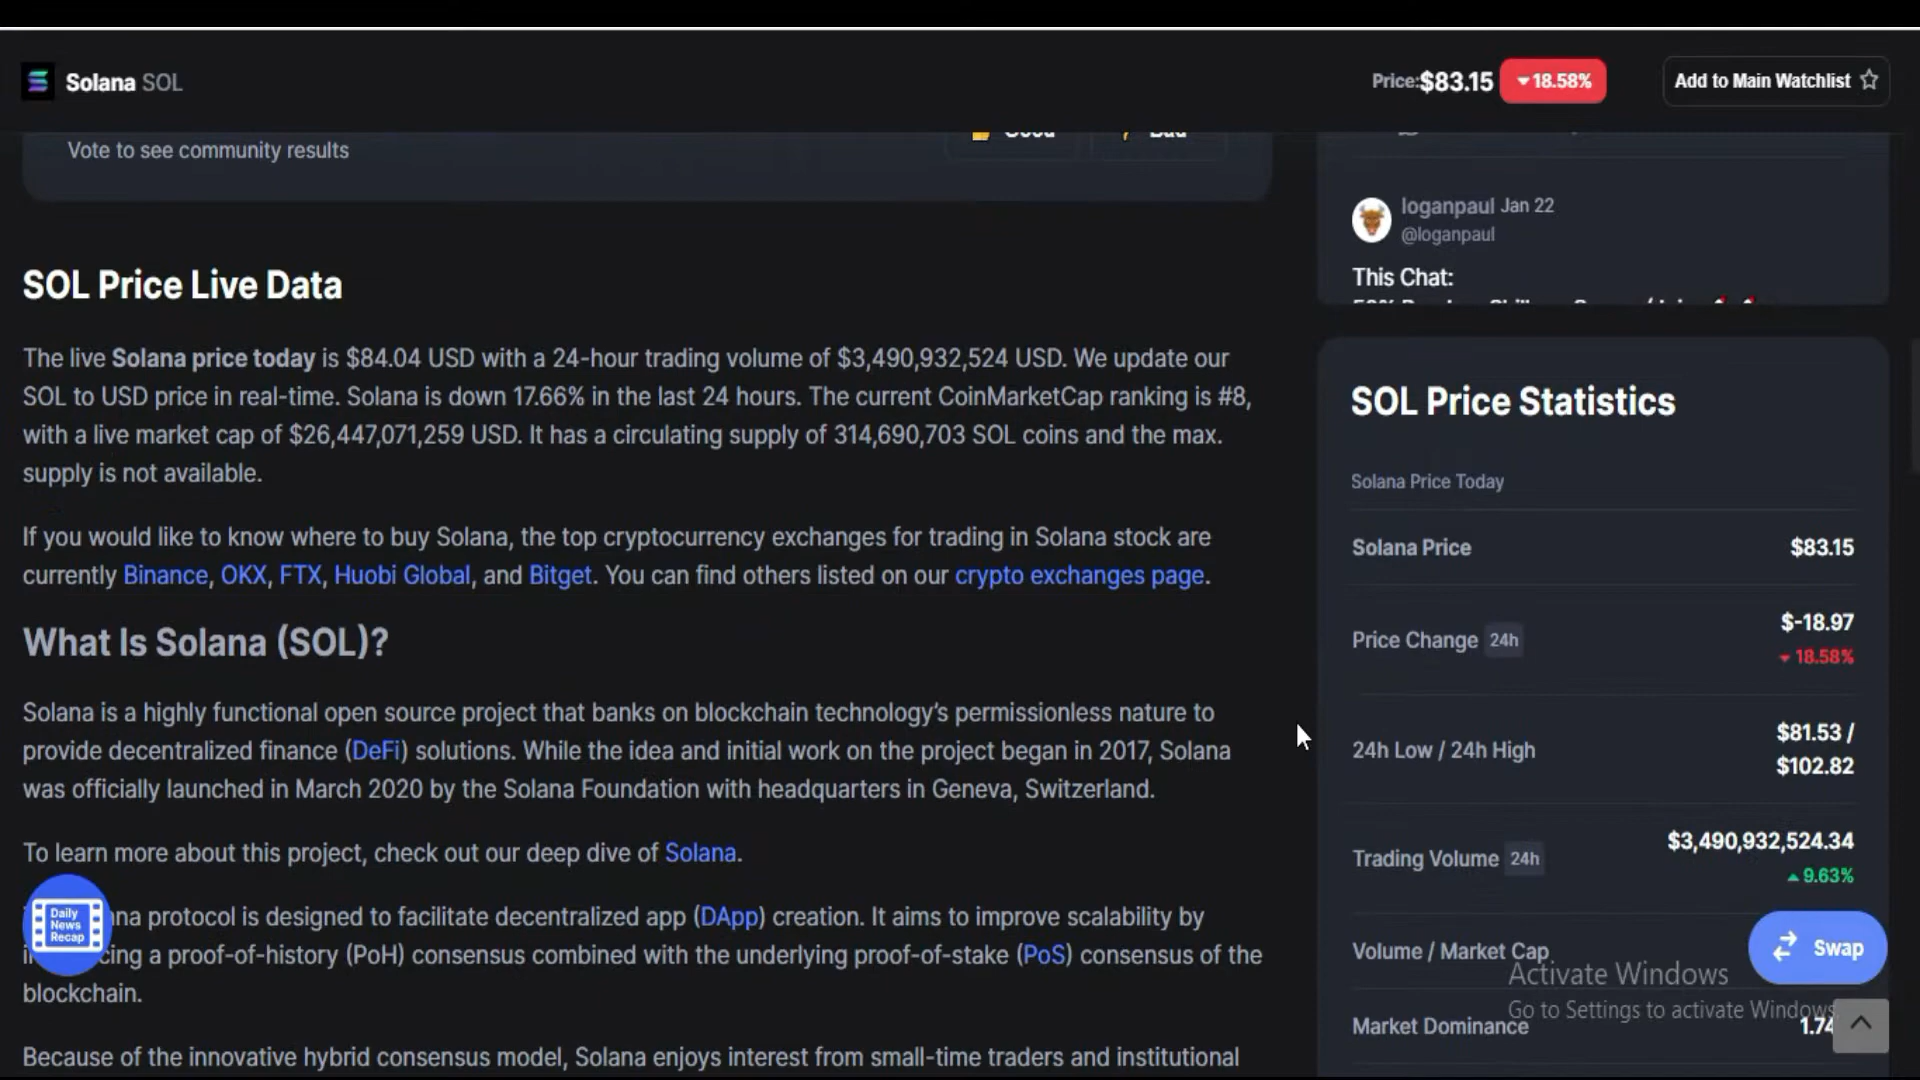 Solana SOL
Price:$83.15 18.58%
Add to Main Watchlist
Vote to see community results
Good Bad
SOL Price Live Data
The live Solana price today is $84.04 USD with a 24-hour trading volume of $3,490,932,524 USD. We update our
SOL to USD price in real-time. Solana is down 17.66% in the last 24 hours. The current CoinMarketCap ranking is #8,
with a live market cap of $26,447,071,259 USD. It has a circulating supply of 314,690,703 SOL coins and the max.
supply is not available.
If you would like to know where to buy Solana, the top cryptocurrency exchanges for trading in Solana stock are
currently Binance, OKX, FTX, Huobi Global, and Bitget. You can find others listed on our crypto exchanges page.
What Is Solana (SOL)?
Solana is a highly functional open source project that banks on blockchain technology's permissionless nature to
provide decentralized finance (DeFi) solutions. While the idea and initial work on the project began in 2017, Solana
was officially launched in March 2020 by the Solana Foundation with headquarters in Geneva, Switzerland.
To learn more about this project, check out our deep dive of Solana.
Daily
News
Recap
na protocol is designed to facilitate decentralized app (DApp) creation. It aims to improve scalability by
cing a proof-of-history (PoH) consensus combined with the underlying proof-of-stake (PoS) consensus of the
blockchain.
Because of the innovative hybrid consensus model, Solana enjoys interest from small-time traders and institutional
loganpaul Jan 22
@loganpaul
This Chat:
SOL Price Statistics
Solana Price Today
Solana Price $83.15
Price Change 24h $-18.97
18.58%
24h Low / 24h High $81.53 /
$102.82
Trading Volume 24h $3,490,932,524.34
9.63%
Volume / Market Cap
Swap
Activate Windows
Go to Settings to activate Windows.
Market Dominance 1.74